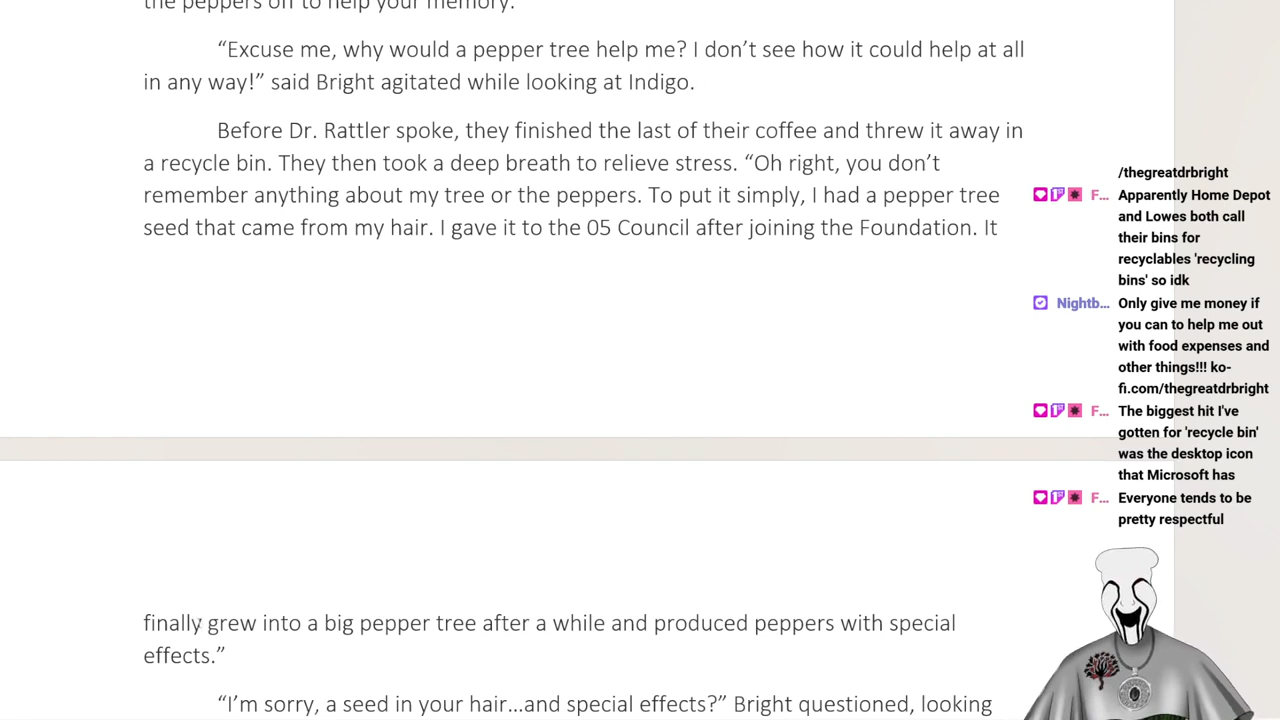 the peppers off to help your memory.
“Excuse me, why would a pepper tree help me? I don’t see how it could help at all
in any way!” said Bright agitated while looking at Indigo.
Before Dr. Rattler spoke, they finished the last of their coffee and threw it away in
a recycle bin. They then took a deep breath to relieve stress. “Oh right, you don’t
remember anything about my tree or the peppers. To put it simply, I had a pepper tree
seed that came from my hair. I gave it to the 05 Council after joining the Foundation. It
finally grew into a big pepper tree after a while and produced peppers with special
effects.”
“I’m sorry, a seed in your hair...and special effects?” Bright questioned, looking
/thegreatdrbright
F... Apparently Home Depot
and Lowes both call
their bins for
recyclables 'recycling
bins' so idk
Nightb... Only give me money if
you can to help me out
with food expenses and
other things!!! ko-
fi.com/thegreatdrbright
F... The biggest hit I've
gotten for 'recycle bin'
was the desktop icon
that Microsoft has
F... Everyone tends to be
pretty respectful